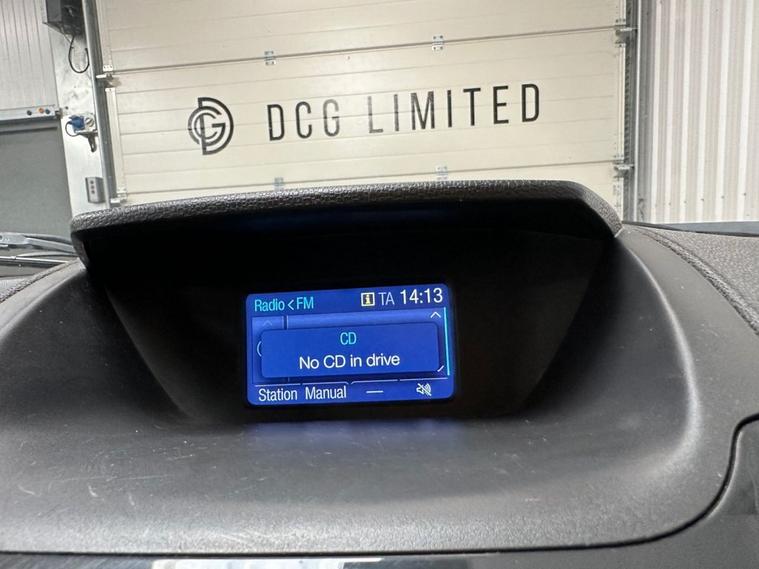 DCG LIMITED
Radio < FM i TA 14:13
CD
No CD in drive
Station Manual —